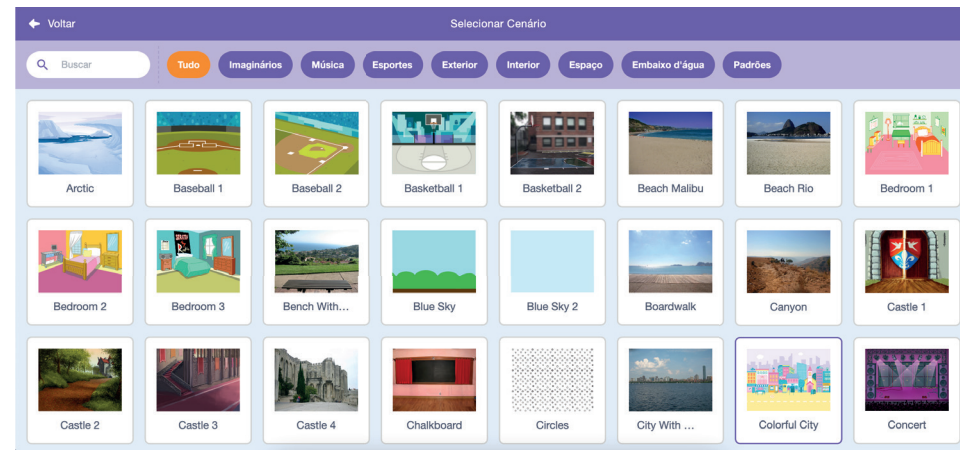 Voltar
Selecionar Cenário
Buscar
Tudo
Imaginários
Música
Esportes
Exterior
Interior
Espaço
Embaixo d'água
Padrões
Arctic
Baseball 1
Baseball 2
Basketball 1
Basketball 2
Beach Malibu
Beach Rio
Bedroom 1
Bedroom 2
Bedroom 3
Bench With...
Blue Sky
Blue Sky 2
Boardwalk
Canyon
Castle 1
Castle 2
Castle 3
Castle 4
Chalkboard
Circles
City With ...
Colorful City
Concert